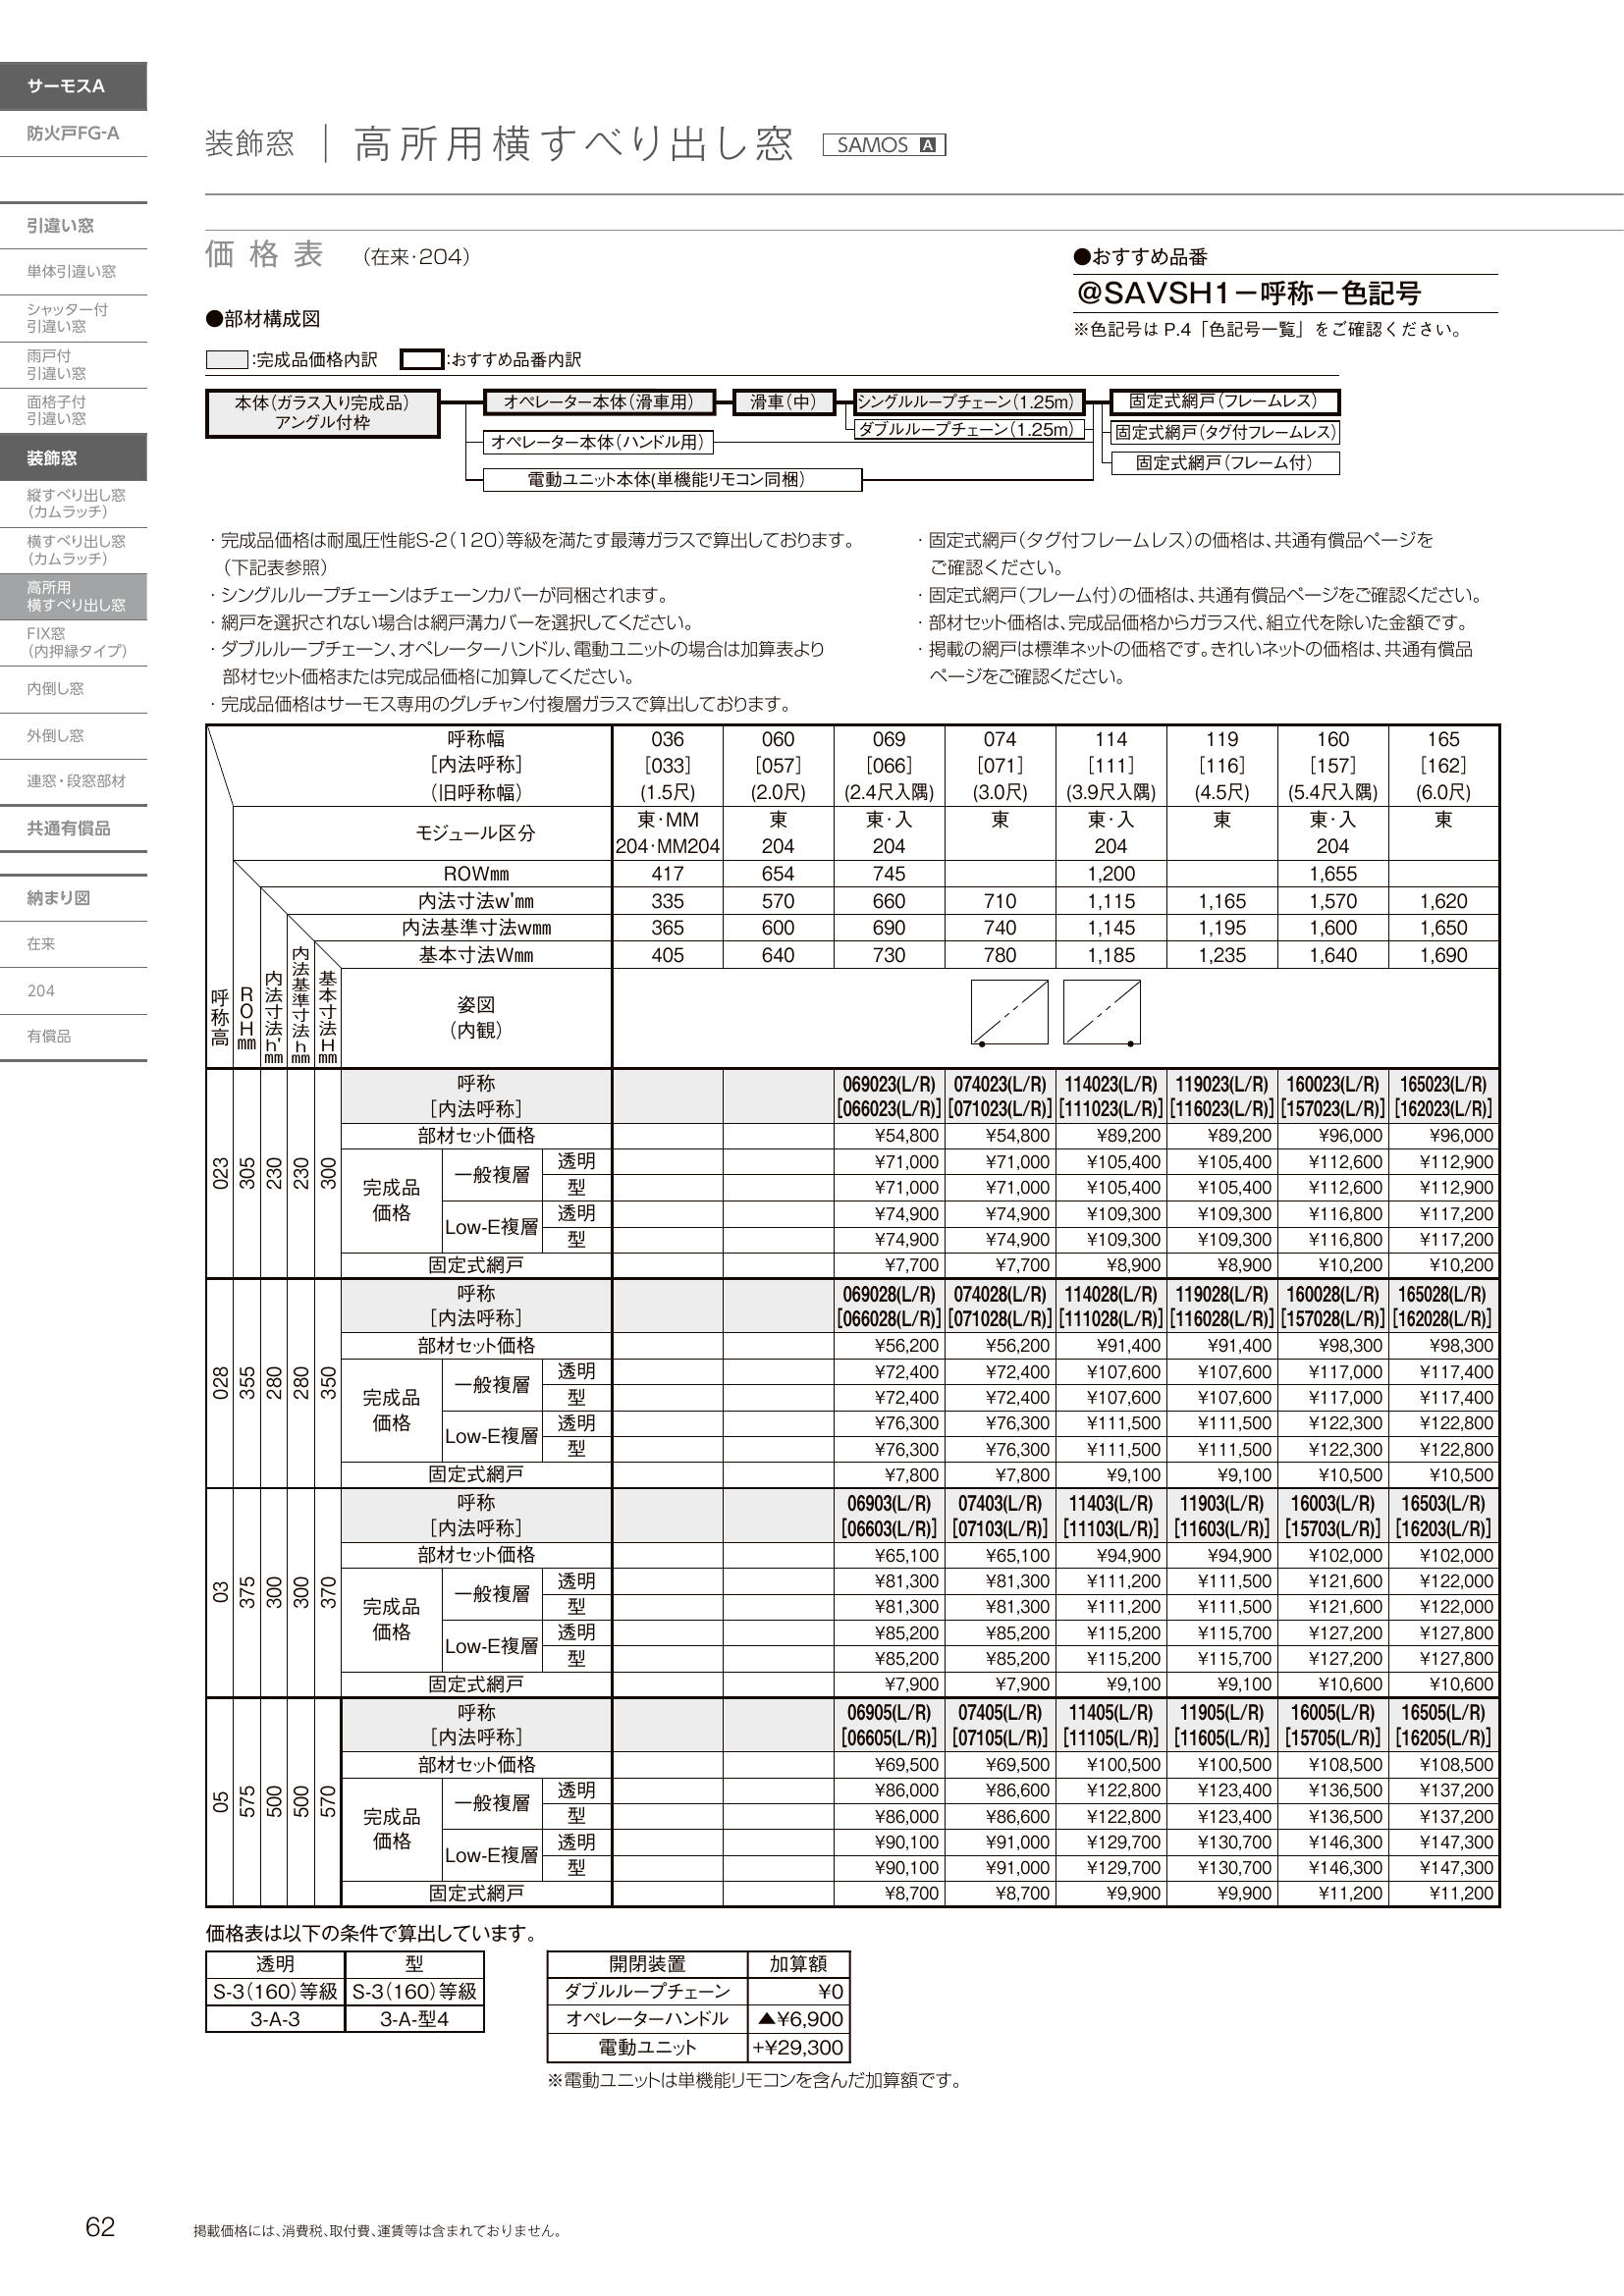 サーモスA
防火戸FG-A
引違い窓
単体引違い窓
シャッター付
引違い窓
雨戸付
引違い窓
面格子付
引違い窓
装飾窓
縦すべり出し窓
(カムラッチ)
横すべり出し窓
(カムラッチ)
高所用
横すべり出し窓
FIX窓
(内押縁タイプ)
内倒し窓
外倒し窓
連窓・段窓部材
共通有償品
納まり図
在来
204
有償品
装飾窓 | 高所用横すべり出し窓 SAMOS A
価格表 (在来・204)
●おすすめ品番
@SAVSH1-呼称-色記号
※色記号は P.4「色記号一覧」をご確認ください。
●部材構成図
:完成品価格内訳 :おすすめ品番内訳
本体(ガラス入り完成品)
アングル付枠
オペレーター本体(滑車用) 滑車(中) シングルループチェーン(1.25m) 固定式網戸(フレームレス)
ダブルループチェーン(1.25m) 固定式網戸(タグ付フレームレス)
オペレーター本体(ハンドル用)
固定式網戸(フレーム付)
電動ユニット本体(単機能リモコン同梱)
・完成品価格は耐風圧性能S-2(120)等級を満たす最薄ガラスで算出しております。
(下記表参照)
・シングルループチェーンはチェーンカバーが同梱されます。
・網戸を選択されない場合は網戸溝カバーを選択してください。
・ダブルループチェーン、オペレーターハンドル、電動ユニットの場合は加算表より
部材セット価格または完成品価格に加算してください。
・完成品価格はサーモス専用のグレチャン付複層ガラスで算出しております。
・固定式網戸(タグ付フレームレス)の価格は、共通有償品ページを
ご確認ください。
・固定式網戸(フレーム付)の価格は、共通有償品ページをご確認ください。
・部材セット価格は、完成品価格からガラス代、組立代を除いた金額です。
・掲載の網戸は標準ネットの価格です。きれいネットの価格は、共通有償品
ページをご確認ください。
呼称幅 036 060 069 074 114 119 160 165
[内法呼称] [033] [057] [066] [071] [111] [116] [157] [162]
(旧呼称幅) (1.5尺) (2.0尺) (2.4尺入隅) (3.0尺) (3.9尺入隅) (4.5尺) (5.4尺入隅) (6.0尺)
モジュール区分 東・MM 東 東・入 東 東・入 東 東・入 東
204・MM204 204 204 204 204
ROWmm 417 654 745 1,200 1,655
内法寸法w'mm 335 570 660 710 1,115 1,165 1,570 1,620
内法基準寸法wmm 365 600 690 740 1,145 1,195 1,600 1,650
基本寸法Wmm 405 640 730 780 1,185 1,235 1,640 1,690
呼称高 ROHmm 内法寸法h'mm 内法基準寸法hmm 基本寸法Hmm
姿図
(内観)
023 305 230 230 300
呼称 069023(L/R) 074023(L/R) 114023(L/R) 119023(L/R) 160023(L/R) 165023(L/R)
[内法呼称] [066023(L/R)] [071023(L/R)] [111023(L/R)] [116023(L/R)] [157023(L/R)] [162023(L/R)]
部材セット価格 ¥54,800 ¥54,800 ¥89,200 ¥89,200 ¥96,000 ¥96,000
完成品価格 一般複層 透明 ¥71,000 ¥71,000 ¥105,400 ¥105,400 ¥112,600 ¥112,900
型 ¥71,000 ¥71,000 ¥105,400 ¥105,400 ¥112,600 ¥112,900
Low-E複層 透明 ¥74,900 ¥74,900 ¥109,300 ¥109,300 ¥116,800 ¥117,200
型 ¥74,900 ¥74,900 ¥109,300 ¥109,300 ¥116,800 ¥117,200
固定式網戸 ¥7,700 ¥7,700 ¥8,900 ¥8,900 ¥10,200 ¥10,200
028 355 280 280 350
呼称 069028(L/R) 074028(L/R) 114028(L/R) 119028(L/R) 160028(L/R) 165028(L/R)
[内法呼称] [066028(L/R)] [071028(L/R)] [111028(L/R)] [116028(L/R)] [157028(L/R)] [162028(L/R)]
部材セット価格 ¥56,200 ¥56,200 ¥91,400 ¥91,400 ¥98,300 ¥98,300
完成品価格 一般複層 透明 ¥72,400 ¥72,400 ¥107,600 ¥107,600 ¥117,000 ¥117,400
型 ¥72,400 ¥72,400 ¥107,600 ¥107,600 ¥117,000 ¥117,400
Low-E複層 透明 ¥76,300 ¥76,300 ¥111,500 ¥111,500 ¥122,300 ¥122,800
型 ¥76,300 ¥76,300 ¥111,500 ¥111,500 ¥122,300 ¥122,800
固定式網戸 ¥7,800 ¥7,800 ¥9,100 ¥9,100 ¥10,500 ¥10,500
03 375 300 300 370
呼称 06903(L/R) 07403(L/R) 11403(L/R) 11903(L/R) 16003(L/R) 16503(L/R)
[内法呼称] [06603(L/R)] [07103(L/R)] [11103(L/R)] [11603(L/R)] [15703(L/R)] [16203(L/R)]
部材セット価格 ¥65,100 ¥65,100 ¥94,900 ¥94,900 ¥102,000 ¥102,000
完成品価格 一般複層 透明 ¥81,300 ¥81,300 ¥111,200 ¥111,500 ¥121,600 ¥122,000
型 ¥81,300 ¥81,300 ¥111,200 ¥111,500 ¥121,600 ¥122,000
Low-E複層 透明 ¥85,200 ¥85,200 ¥115,200 ¥115,700 ¥127,200 ¥127,800
型 ¥85,200 ¥85,200 ¥115,200 ¥115,700 ¥127,200 ¥127,800
固定式網戸 ¥7,900 ¥7,900 ¥9,100 ¥9,100 ¥10,600 ¥10,600
05 575 500 500 570
呼称 06905(L/R) 07405(L/R) 11405(L/R) 11905(L/R) 16005(L/R) 16505(L/R)
[内法呼称] [06605(L/R)] [07105(L/R)] [11105(L/R)] [11605(L/R)] [15705(L/R)] [16205(L/R)]
部材セット価格 ¥69,500 ¥69,500 ¥100,500 ¥100,500 ¥108,500 ¥108,500
完成品価格 一般複層 透明 ¥86,000 ¥86,600 ¥122,800 ¥123,400 ¥136,500 ¥137,200
型 ¥86,000 ¥86,600 ¥122,800 ¥123,400 ¥136,500 ¥137,200
Low-E複層 透明 ¥90,100 ¥91,000 ¥129,700 ¥130,700 ¥146,300 ¥147,300
型 ¥90,100 ¥91,000 ¥129,700 ¥130,700 ¥146,300 ¥147,300
固定式網戸 ¥8,700 ¥8,700 ¥9,900 ¥9,900 ¥11,200 ¥11,200
価格表は以下の条件で算出しています。
透明 型
S-3(160)等級 S-3(160)等級
3-A-3 3-A-型4
開閉装置 加算額
ダブルループチェーン ¥0
オペレーターハンドル ▲¥6,900
電動ユニット +¥29,300
※電動ユニットは単機能リモコンを含んだ加算額です。
62
掲載価格には、消費税、取付費、運賃等は含まれておりません。